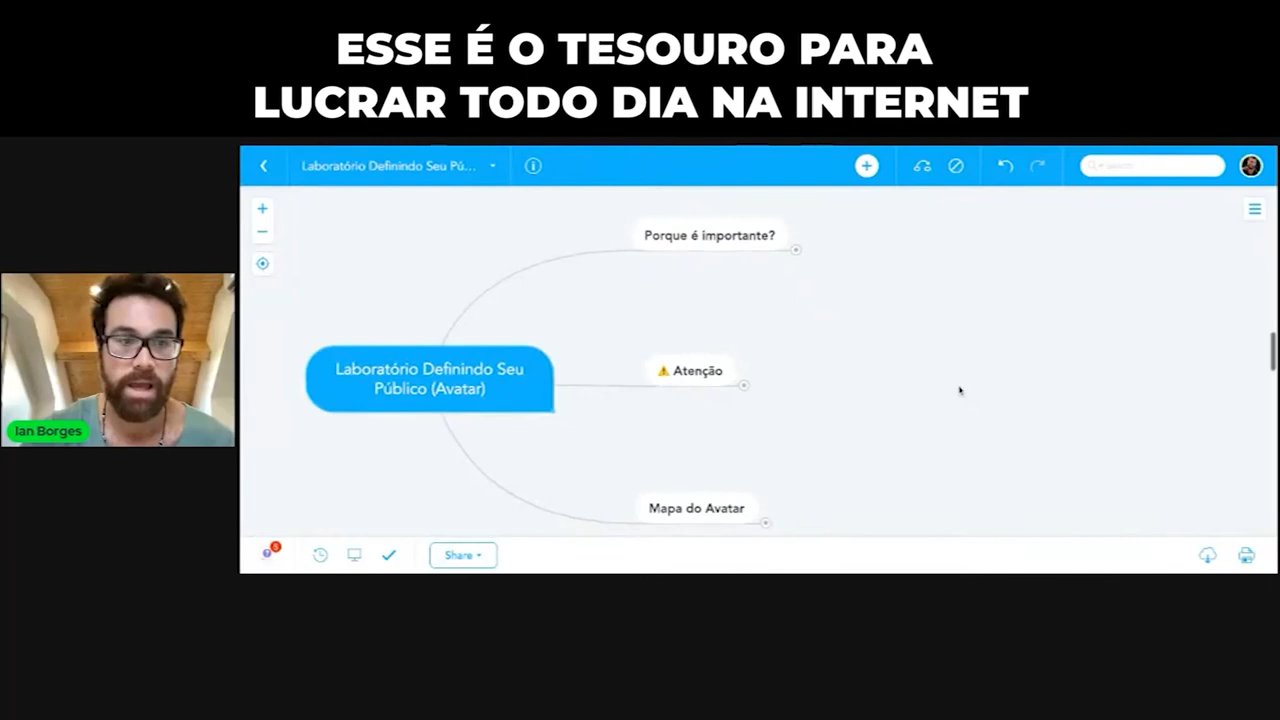 ESSE É O TESOURO PARA
LUCRAR TODO DIA NA INTERNET
Laboratório Definindo Seu Pú...
Porque é importante?
Laboratório Definindo Seu
Público (Avatar)
Atenção
Ian Borges
Mapa do Avatar
Share